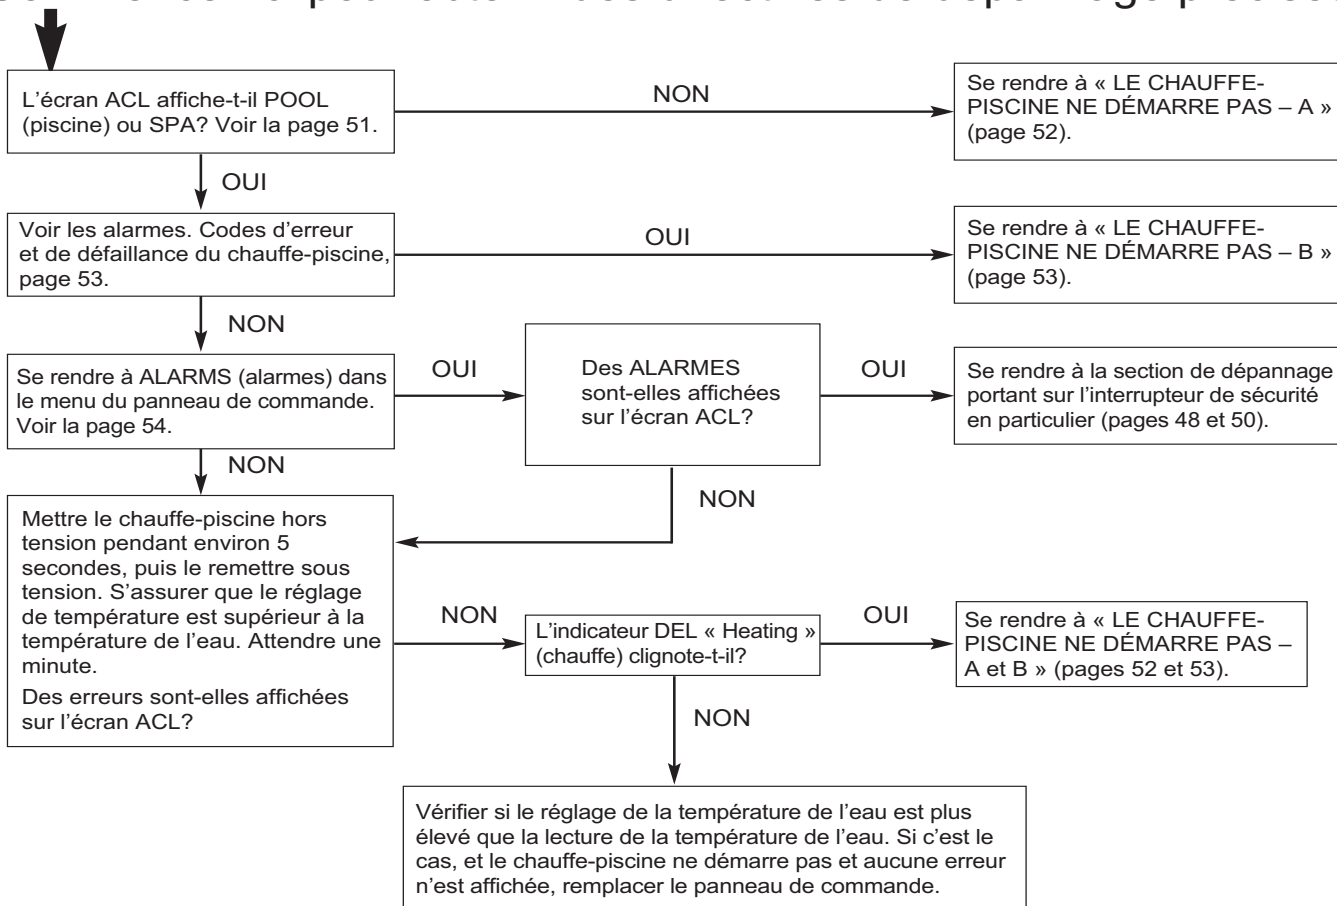 L'écran ACL affiche-t-il POOL
(piscine) ou SPA? Voir la page 51.
NON
Se rendre à « LE CHAUFFE-
PISCINE NE DÉMARRE PAS – A »
(page 52).
OUI
Voir les alarmes. Codes d'erreur
et de défaillance du chauffe-piscine,
page 53.
OUI
Se rendre à « LE CHAUFFE-
PISCINE NE DÉMARRE PAS – B »
(page 53).
NON
Se rendre à ALARMS (alarmes) dans
le menu du panneau de commande.
Voir la page 54.
OUI
Des ALARMES
sont-elles affichées
sur l'écran ACL?
OUI
Se rendre à la section de dépannage
portant sur l'interrupteur de sécurité
en particulier (pages 48 et 50).
NON
NON
Mettre le chauffe-piscine hors
tension pendant environ 5
secondes, puis le remettre sous
tension. S'assurer que le réglage
de température est supérieur à la
température de l'eau. Attendre une
minute.
Des erreurs sont-elles affichées
sur l'écran ACL?
NON
L'indicateur DEL « Heating »
(chauffe) clignote-t-il?
OUI
Se rendre à « LE CHAUFFE-
PISCINE NE DÉMARRE PAS –
A et B » (pages 52 et 53).
NON
Vérifier si le réglage de la température de l'eau est plus
élevé que la lecture de la température de l'eau. Si c'est le
cas, et le chauffe-piscine ne démarre pas et aucune erreur
n'est affichée, remplacer le panneau de commande.